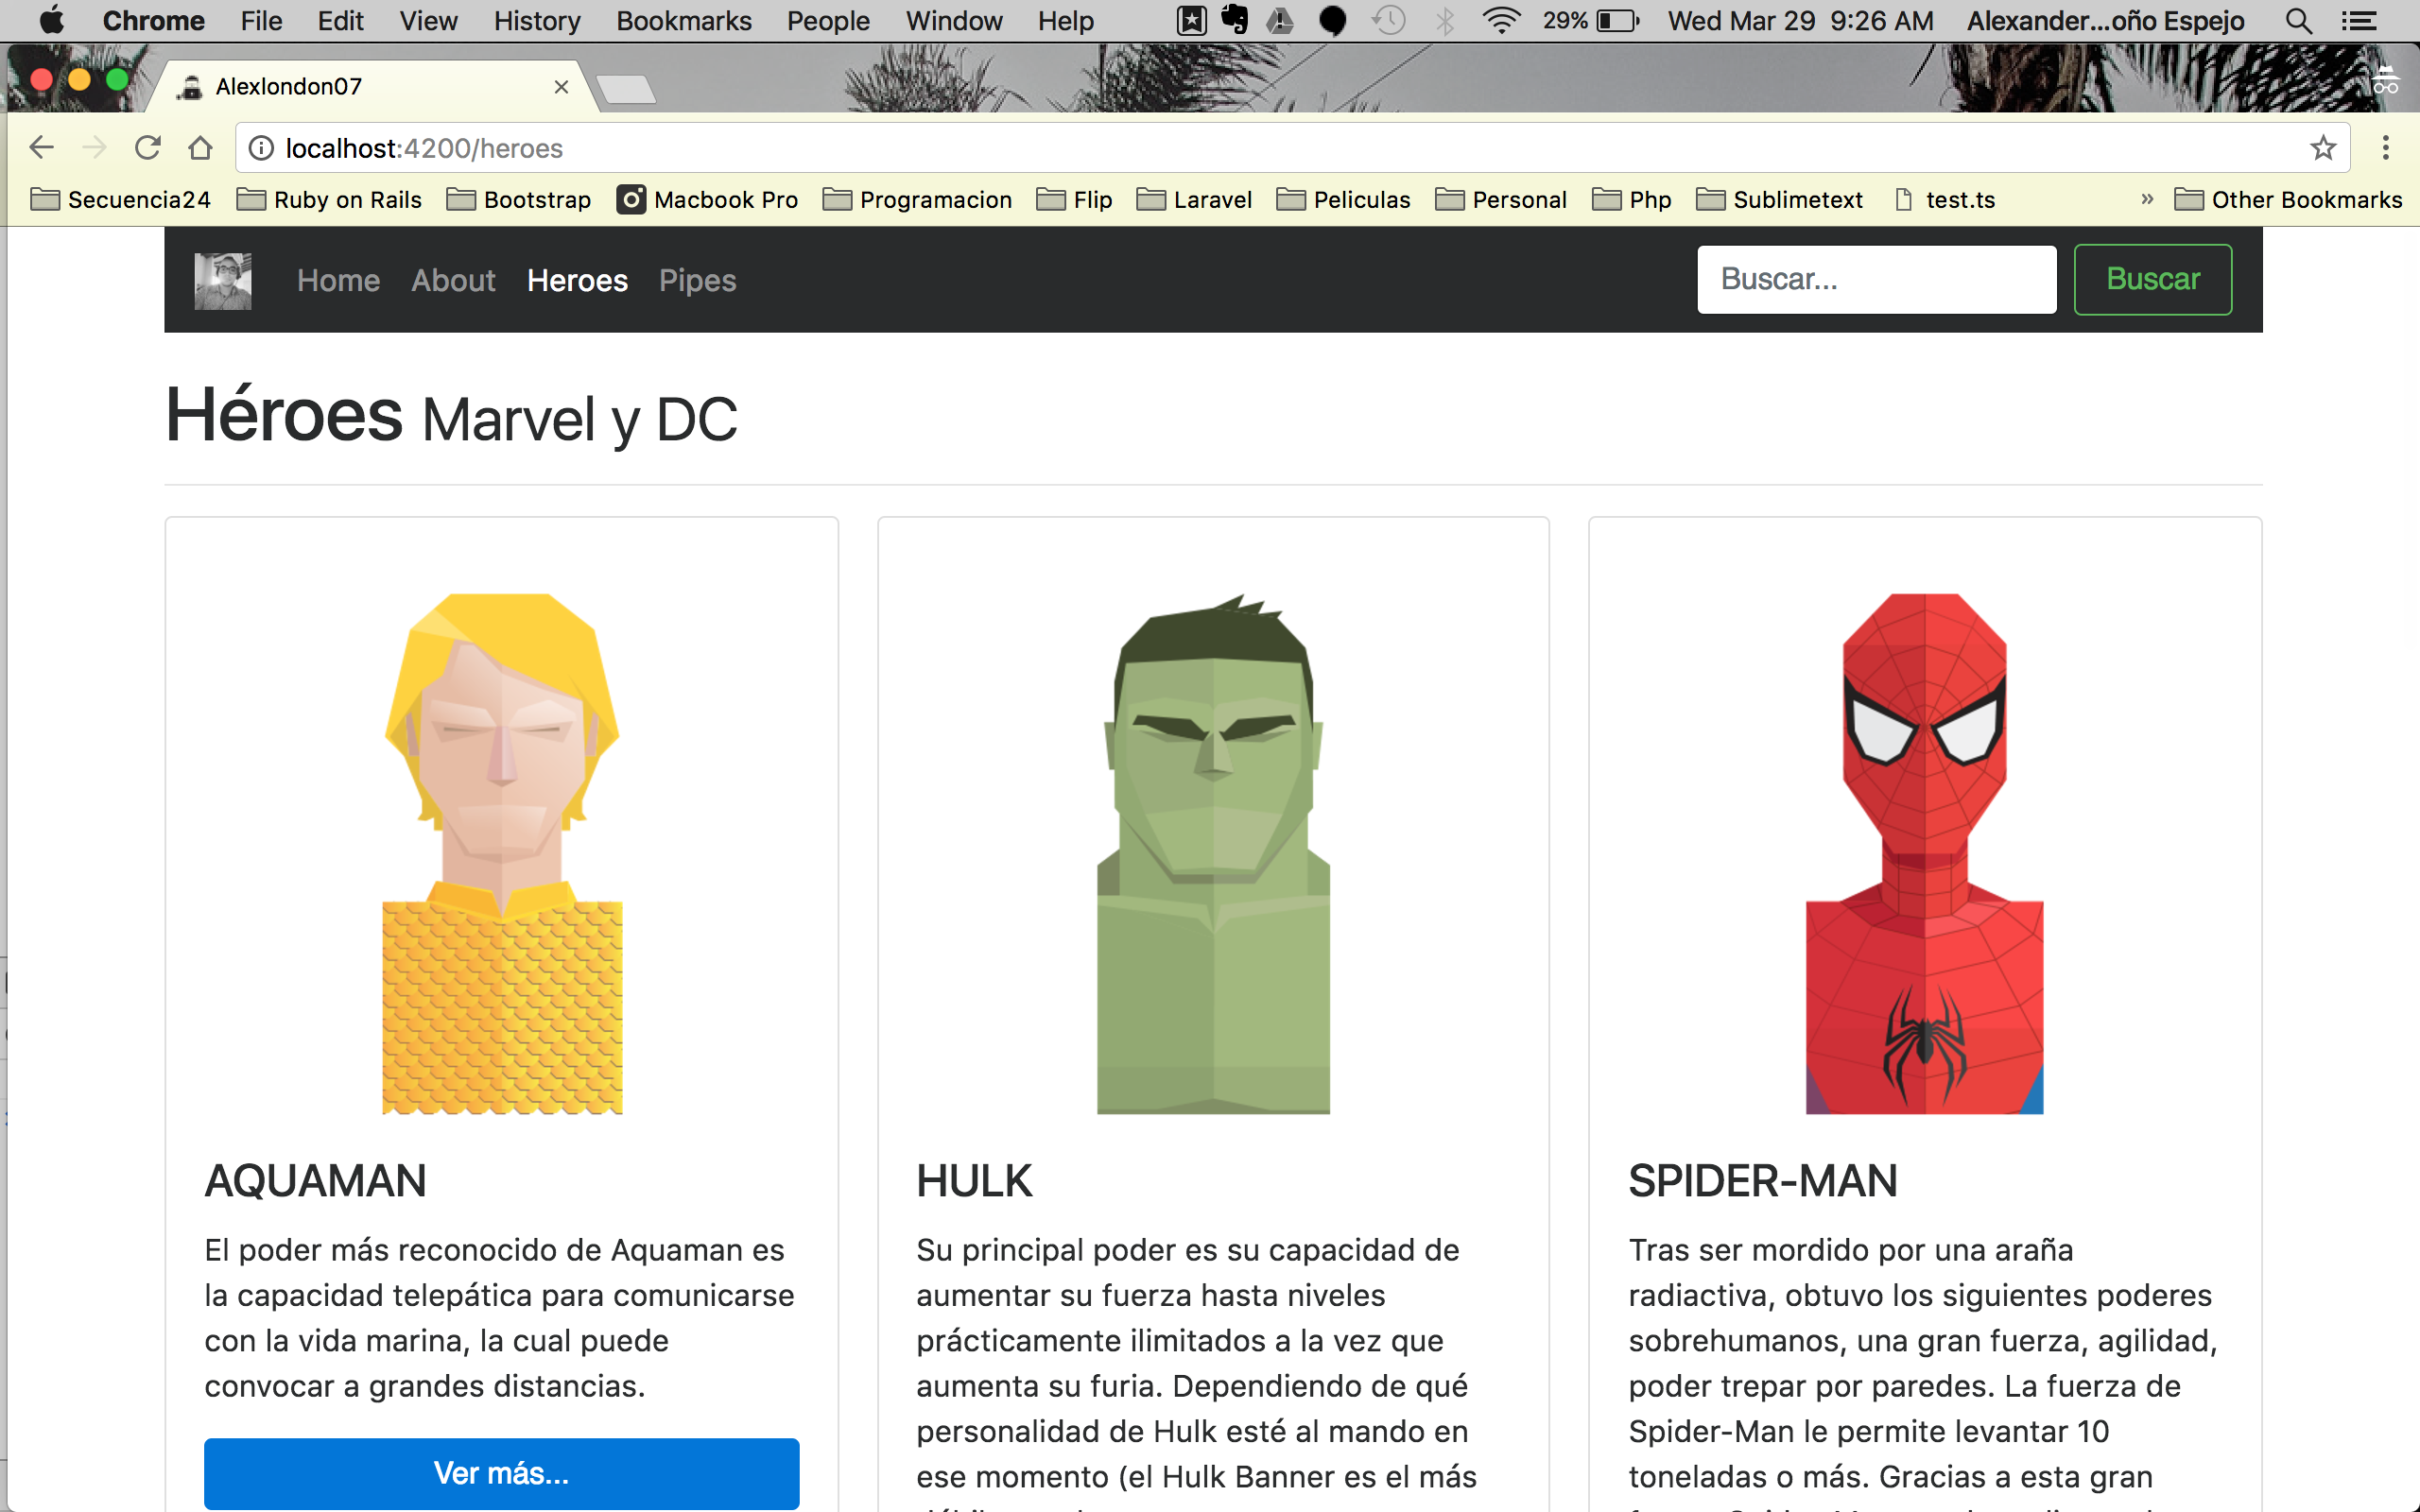 Chrome File Edit View History Bookmarks People Window Help 29% Wed Mar 29 9:26 AM Alexander...oño Espejo
Alexlondon07
localhost:4200/heroes
Secuencia24 Ruby on Rails Bootstrap Macbook Pro Programacion Flip Laravel Peliculas Personal Php Sublimetext test.ts » Other Bookmarks
Home About Heroes Pipes Buscar... Buscar
Héroes Marvel y DC
AQUAMAN
El poder más reconocido de Aquaman es
la capacidad telepática para comunicarse
con la vida marina, la cual puede
convocar a grandes distancias.
Ver más...
HULK
Su principal poder es su capacidad de
aumentar su fuerza hasta niveles
prácticamente ilimitados a la vez que
aumenta su furia. Dependiendo de qué
personalidad de Hulk esté al mando en
ese momento (el Hulk Banner es el más
SPIDER-MAN
Tras ser mordido por una araña
radiactiva, obtuvo los siguientes poderes
sobrehumanos, una gran fuerza, agilidad,
poder trepar por paredes. La fuerza de
Spider-Man le permite levantar 10
toneladas o más. Gracias a esta gran